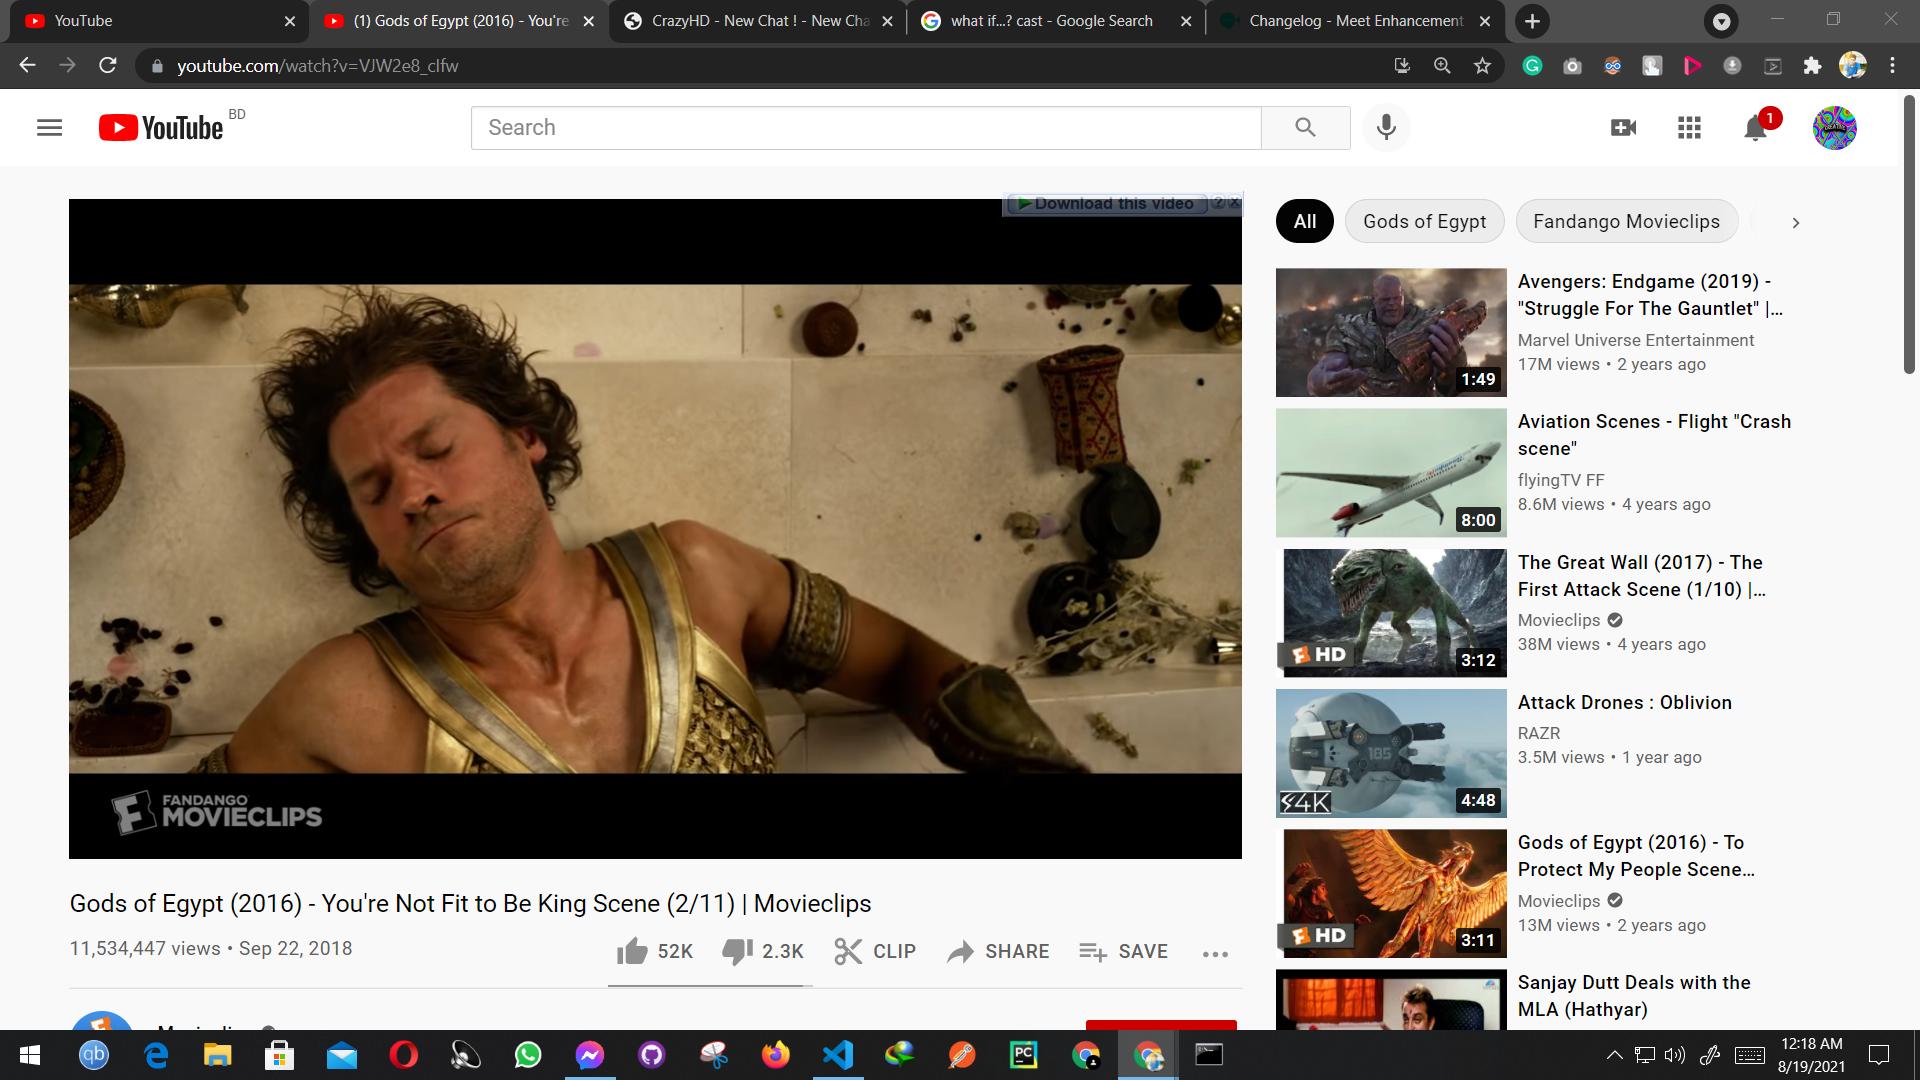 YouTube
(1) Gods of Egypt (2016) - You're
CrazyHD - New Chat ! - New Cha
what if...? cast - Google Search
Changelog - Meet Enhancement
youtube.com/watch?v=VJW2e8_clfw
YouTube BD
Search
1
Download this video
All
Gods of Egypt
Fandango Movieclips
Avengers: Endgame (2019) -
"Struggle For The Gauntlet" |...
Marvel Universe Entertainment
17M views • 2 years ago
1:49
Aviation Scenes - Flight "Crash
scene"
flyingTV FF
8.6M views • 4 years ago
8:00
The Great Wall (2017) - The
First Attack Scene (1/10) |...
Movieclips
38M views • 4 years ago
HD
3:12
Attack Drones : Oblivion
RAZR
3.5M views • 1 year ago
185
4K
4:48
Gods of Egypt (2016) - To
Protect My People Scene...
Movieclips
13M views • 2 years ago
HD
3:11
Sanjay Dutt Deals with the
MLA (Hathyar)
FANDANGO
MOVIECLIPS
Gods of Egypt (2016) - You're Not Fit to Be King Scene (2/11) | Movieclips
11,534,447 views • Sep 22, 2018
52K
2.3K
CLIP
SHARE
SAVE
qb
PC
12:18 AM
8/19/2021